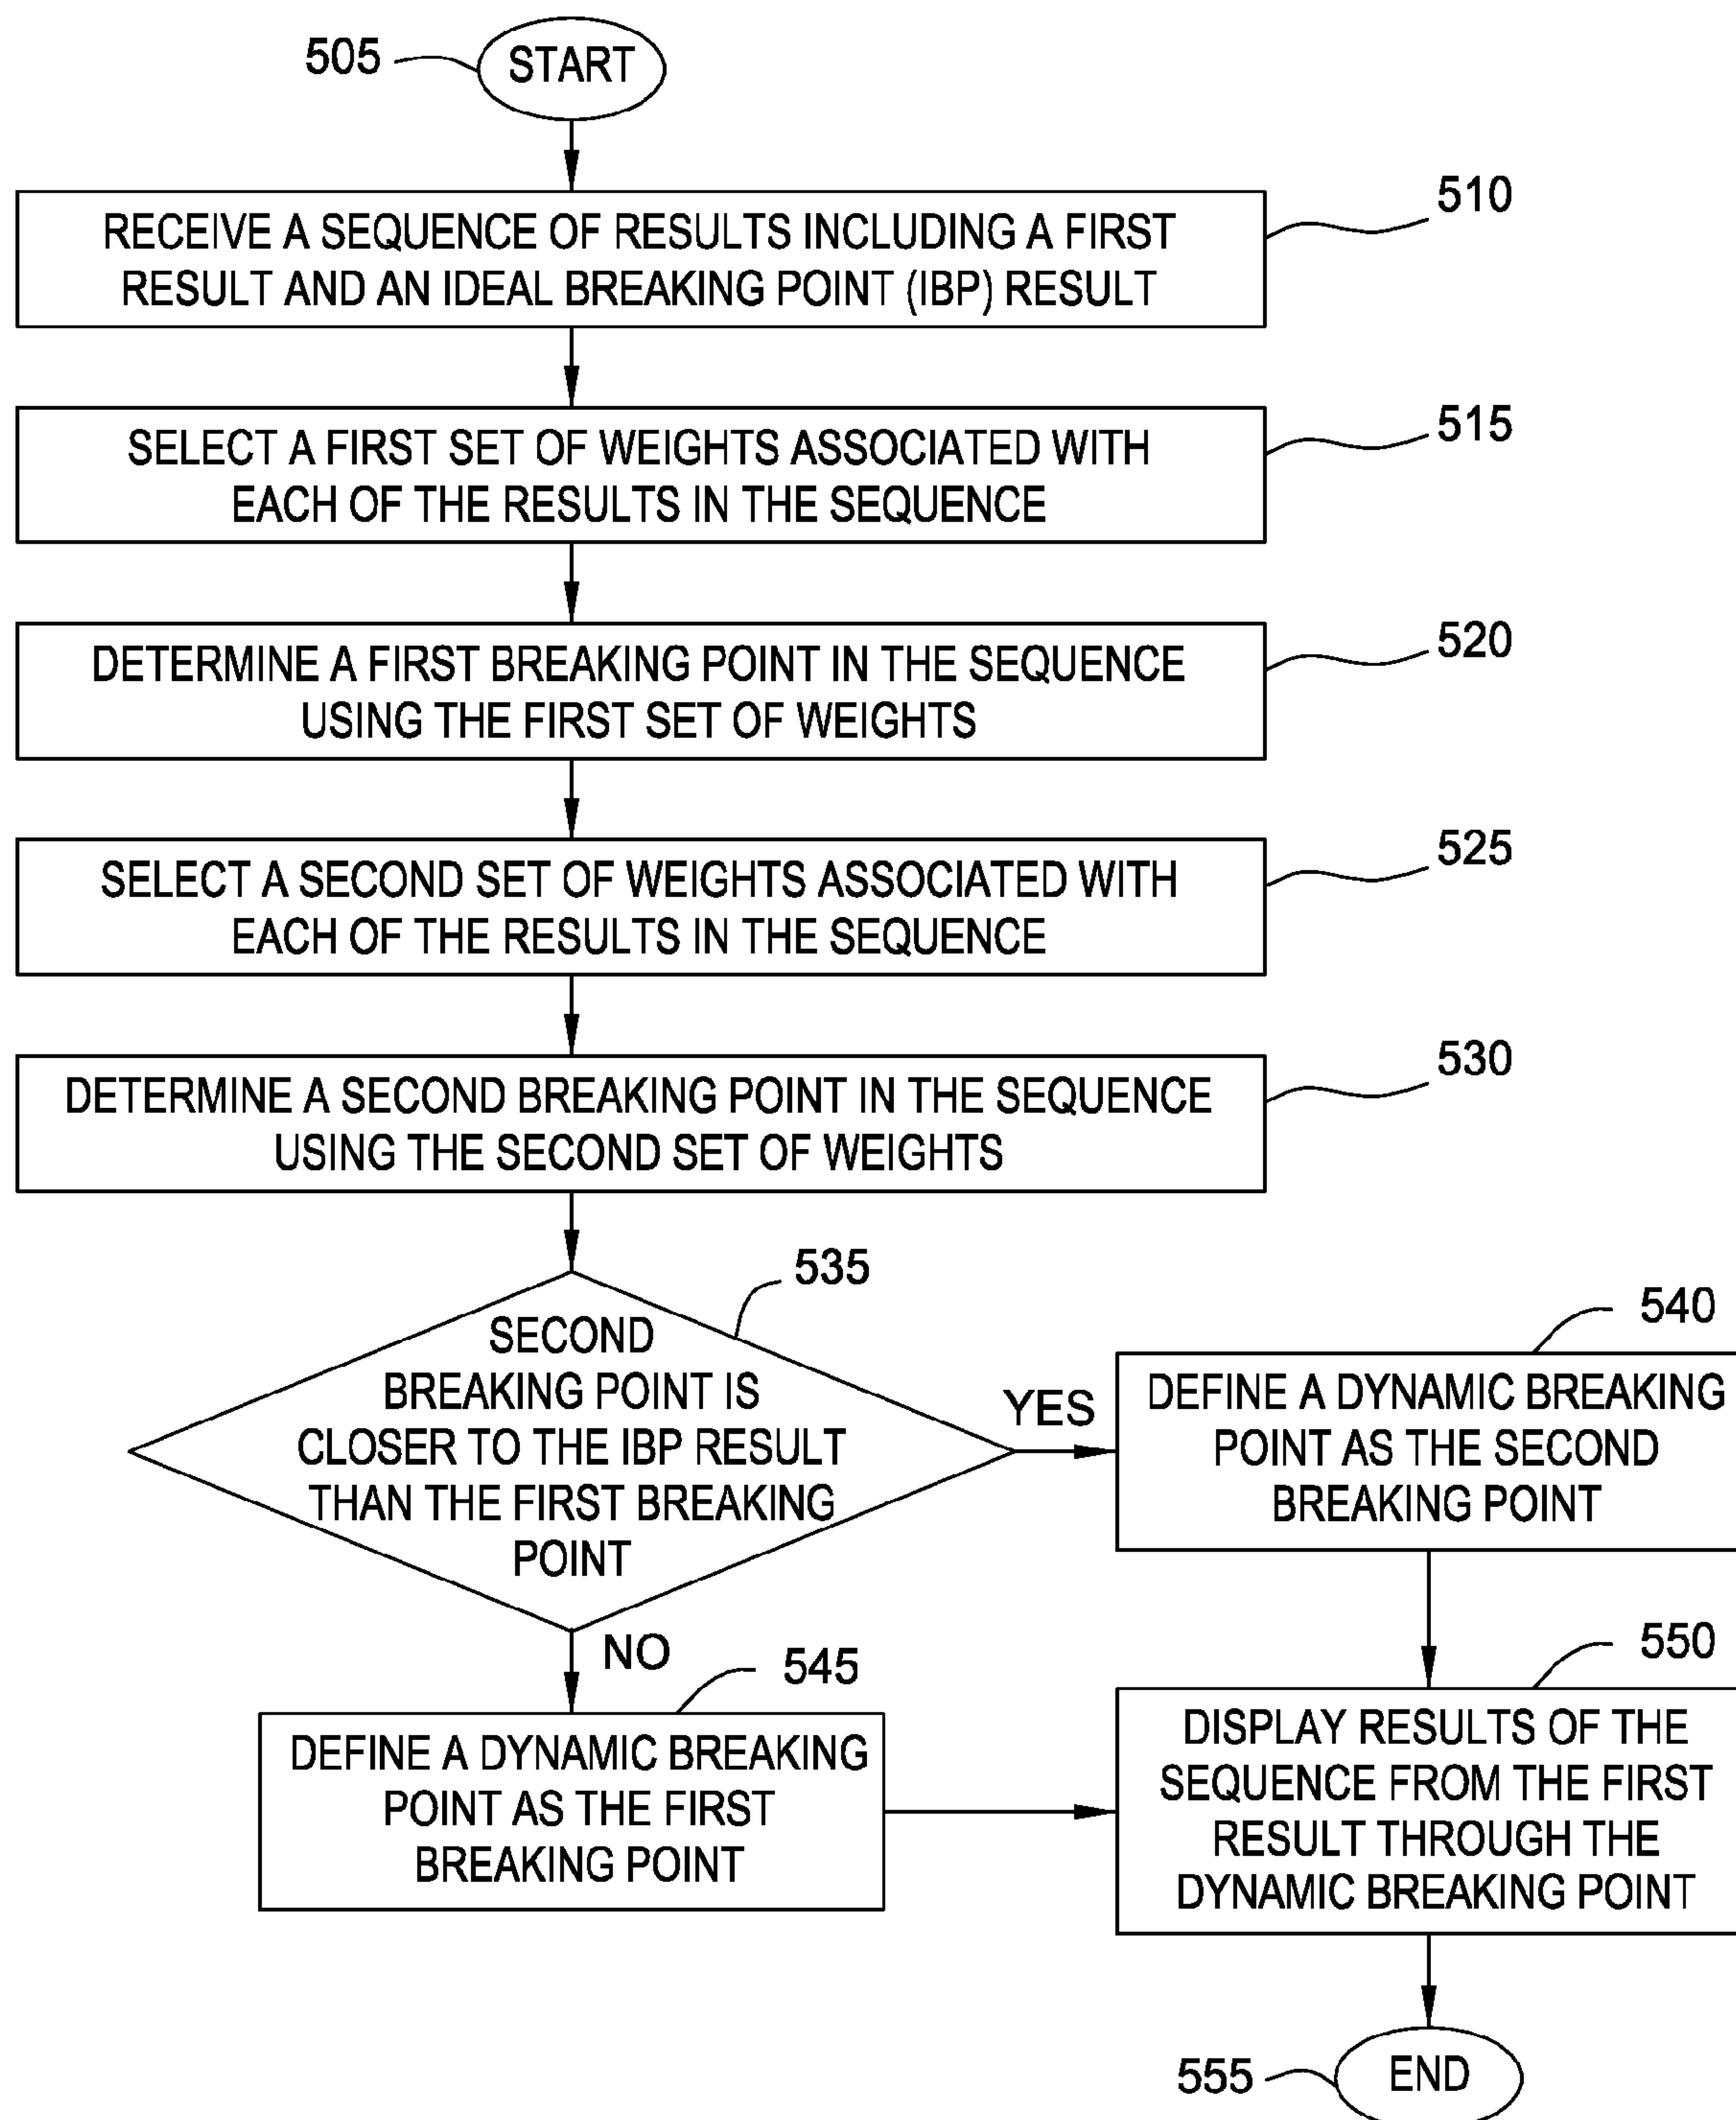 505
START
510
RECEIVE A SEQUENCE OF RESULTS INCLUDING A FIRST
RESULT AND AN IDEAL BREAKING POINT (IBP) RESULT
515
SELECT A FIRST SET OF WEIGHTS ASSOCIATED WITH
EACH OF THE RESULTS IN THE SEQUENCE
520
DETERMINE A FIRST BREAKING POINT IN THE SEQUENCE
USING THE FIRST SET OF WEIGHTS
525
SELECT A SECOND SET OF WEIGHTS ASSOCIATED WITH
EACH OF THE RESULTS IN THE SEQUENCE
530
DETERMINE A SECOND BREAKING POINT IN THE SEQUENCE
USING THE SECOND SET OF WEIGHTS
535
SECOND
BREAKING POINT IS
CLOSER TO THE IBP RESULT
THAN THE FIRST BREAKING
POINT
YES
540
DEFINE A DYNAMIC BREAKING
POINT AS THE SECOND
BREAKING POINT
NO
545
DEFINE A DYNAMIC BREAKING
POINT AS THE FIRST
BREAKING POINT
550
DISPLAY RESULTS OF THE
SEQUENCE FROM THE FIRST
RESULT THROUGH THE
DYNAMIC BREAKING POINT
555
END